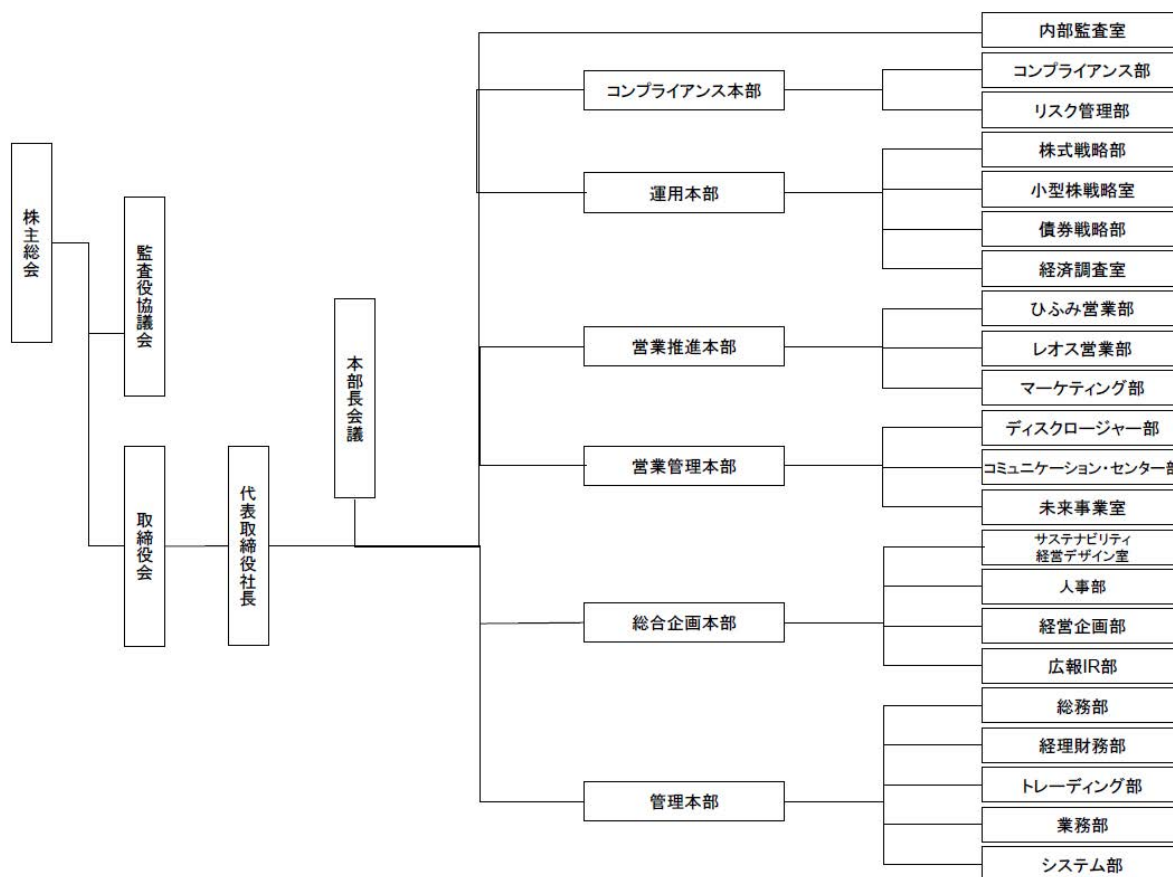 株主総会
監査役協議会
取締役会
代表取締役社長
本部長会議
内部監査室
コンプライアンス本部
コンプライアンス部
リスク管理部
運用本部
株式戦略部
小型株戦略室
債券戦略部
経済調査室
営業推進本部
ひふみ営業部
レオス営業部
マーケティング部
営業管理本部
ディスクロージャー部
コミュニケーション・センター部
未来事業室
総合企画本部
サステナビリティ
経営デザイン室
人事部
経営企画部
広報IR部
管理本部
総務部
経理財務部
トレーディング部
業務部
システム部